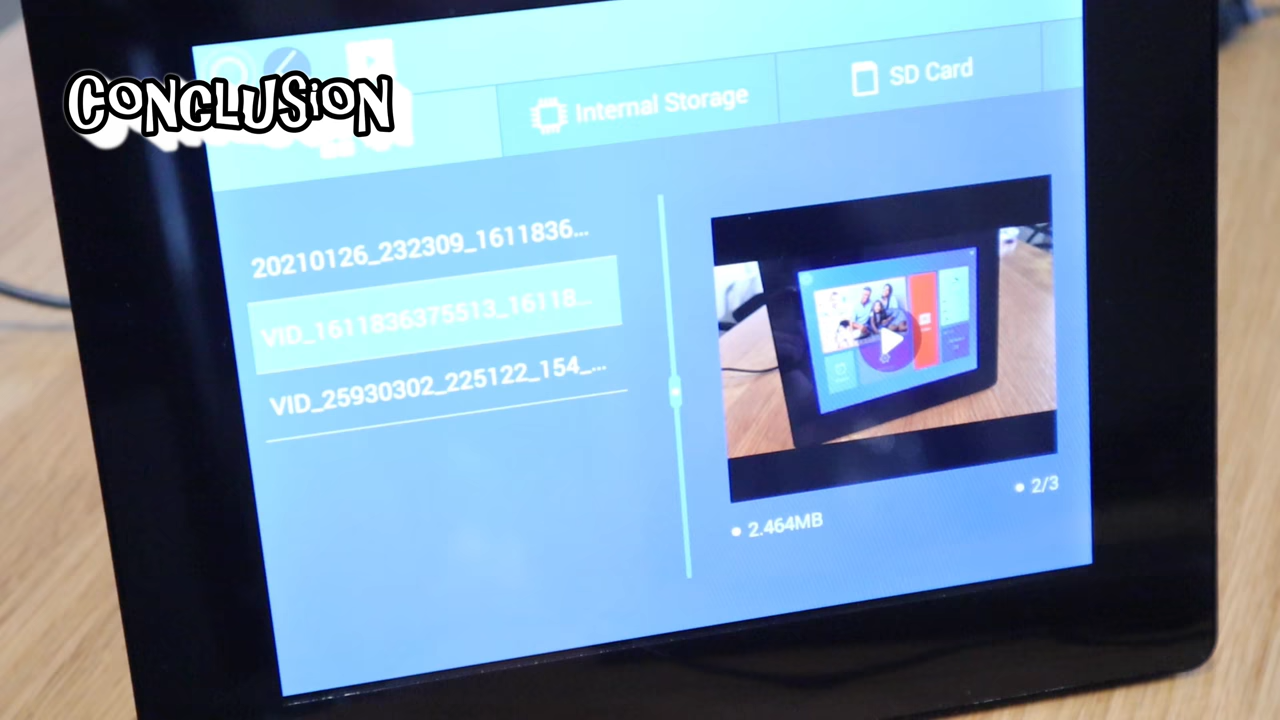 CONCLUSION
Internal Storage
SD Card
20210126_232309_1611836...
VID_1611836375513_16118...
VID_25930302_225122_154_...
2/3
2.464MB